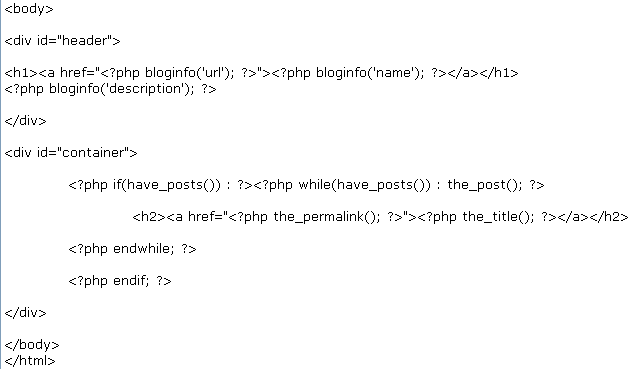 <body>
<div id="header">
<h1><a href="<?php bloginfo('url'); ?>"><?php bloginfo('name'); ?></a></h1>
<?php bloginfo('description'); ?>
</div>
<div id="container">
<?php if(have_posts()) : ?><?php while(have_posts()) : the_post(); ?>
<h2><a href="<?php the_permalink(); ?>"><?php the_title(); ?></a></h2>
<?php endwhile; ?>
<?php endif; ?>
</div>
</body>
</html>